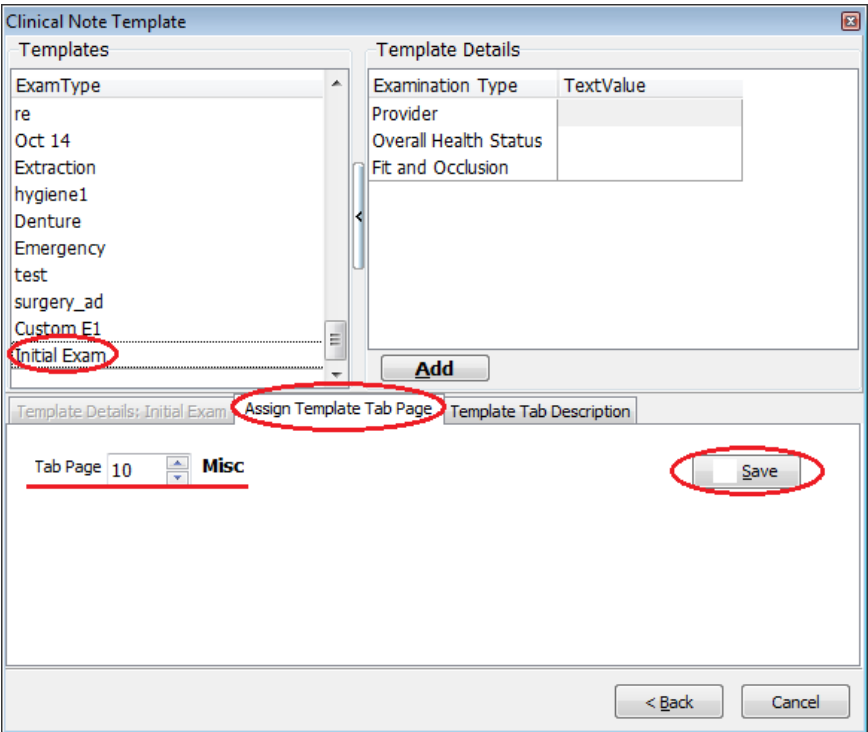 Clinical Note Template
Templates
ExamType
re
Oct 14
Extraction
hygiene1
Denture
Emergency
test
surgery_ad
Custom E1
Initial Exam
Template Details
Examination Type TextValue
Provider
Overall Health Status
Fit and Occlusion
Add
Template Details: Initial Exam Assign Template Tab Page Template Tab Description
Tab Page 10 Misc Save
< Back Cancel